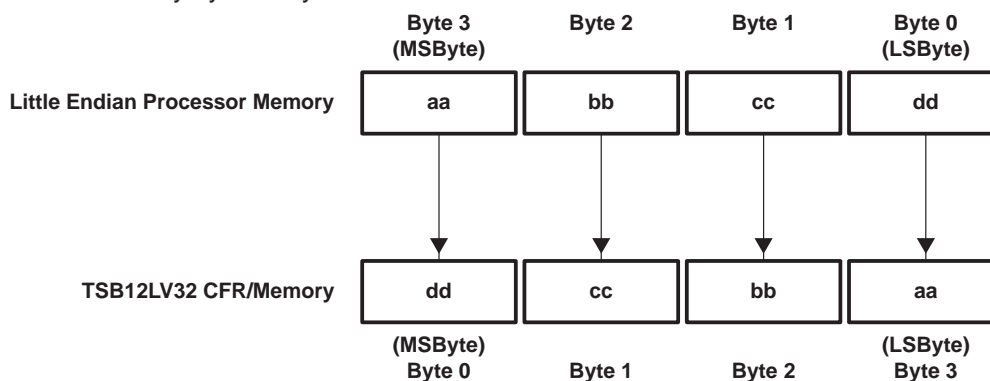 Byte 3 Byte 2 Byte 1 Byte 0
(MSByte) (LSByte)
Little Endian Processor Memory aa bb cc dd
TSB12LV32 CFR/Memory dd cc bb aa
(MSByte) (LSByte)
Byte 0 Byte 1 Byte 2 Byte 3